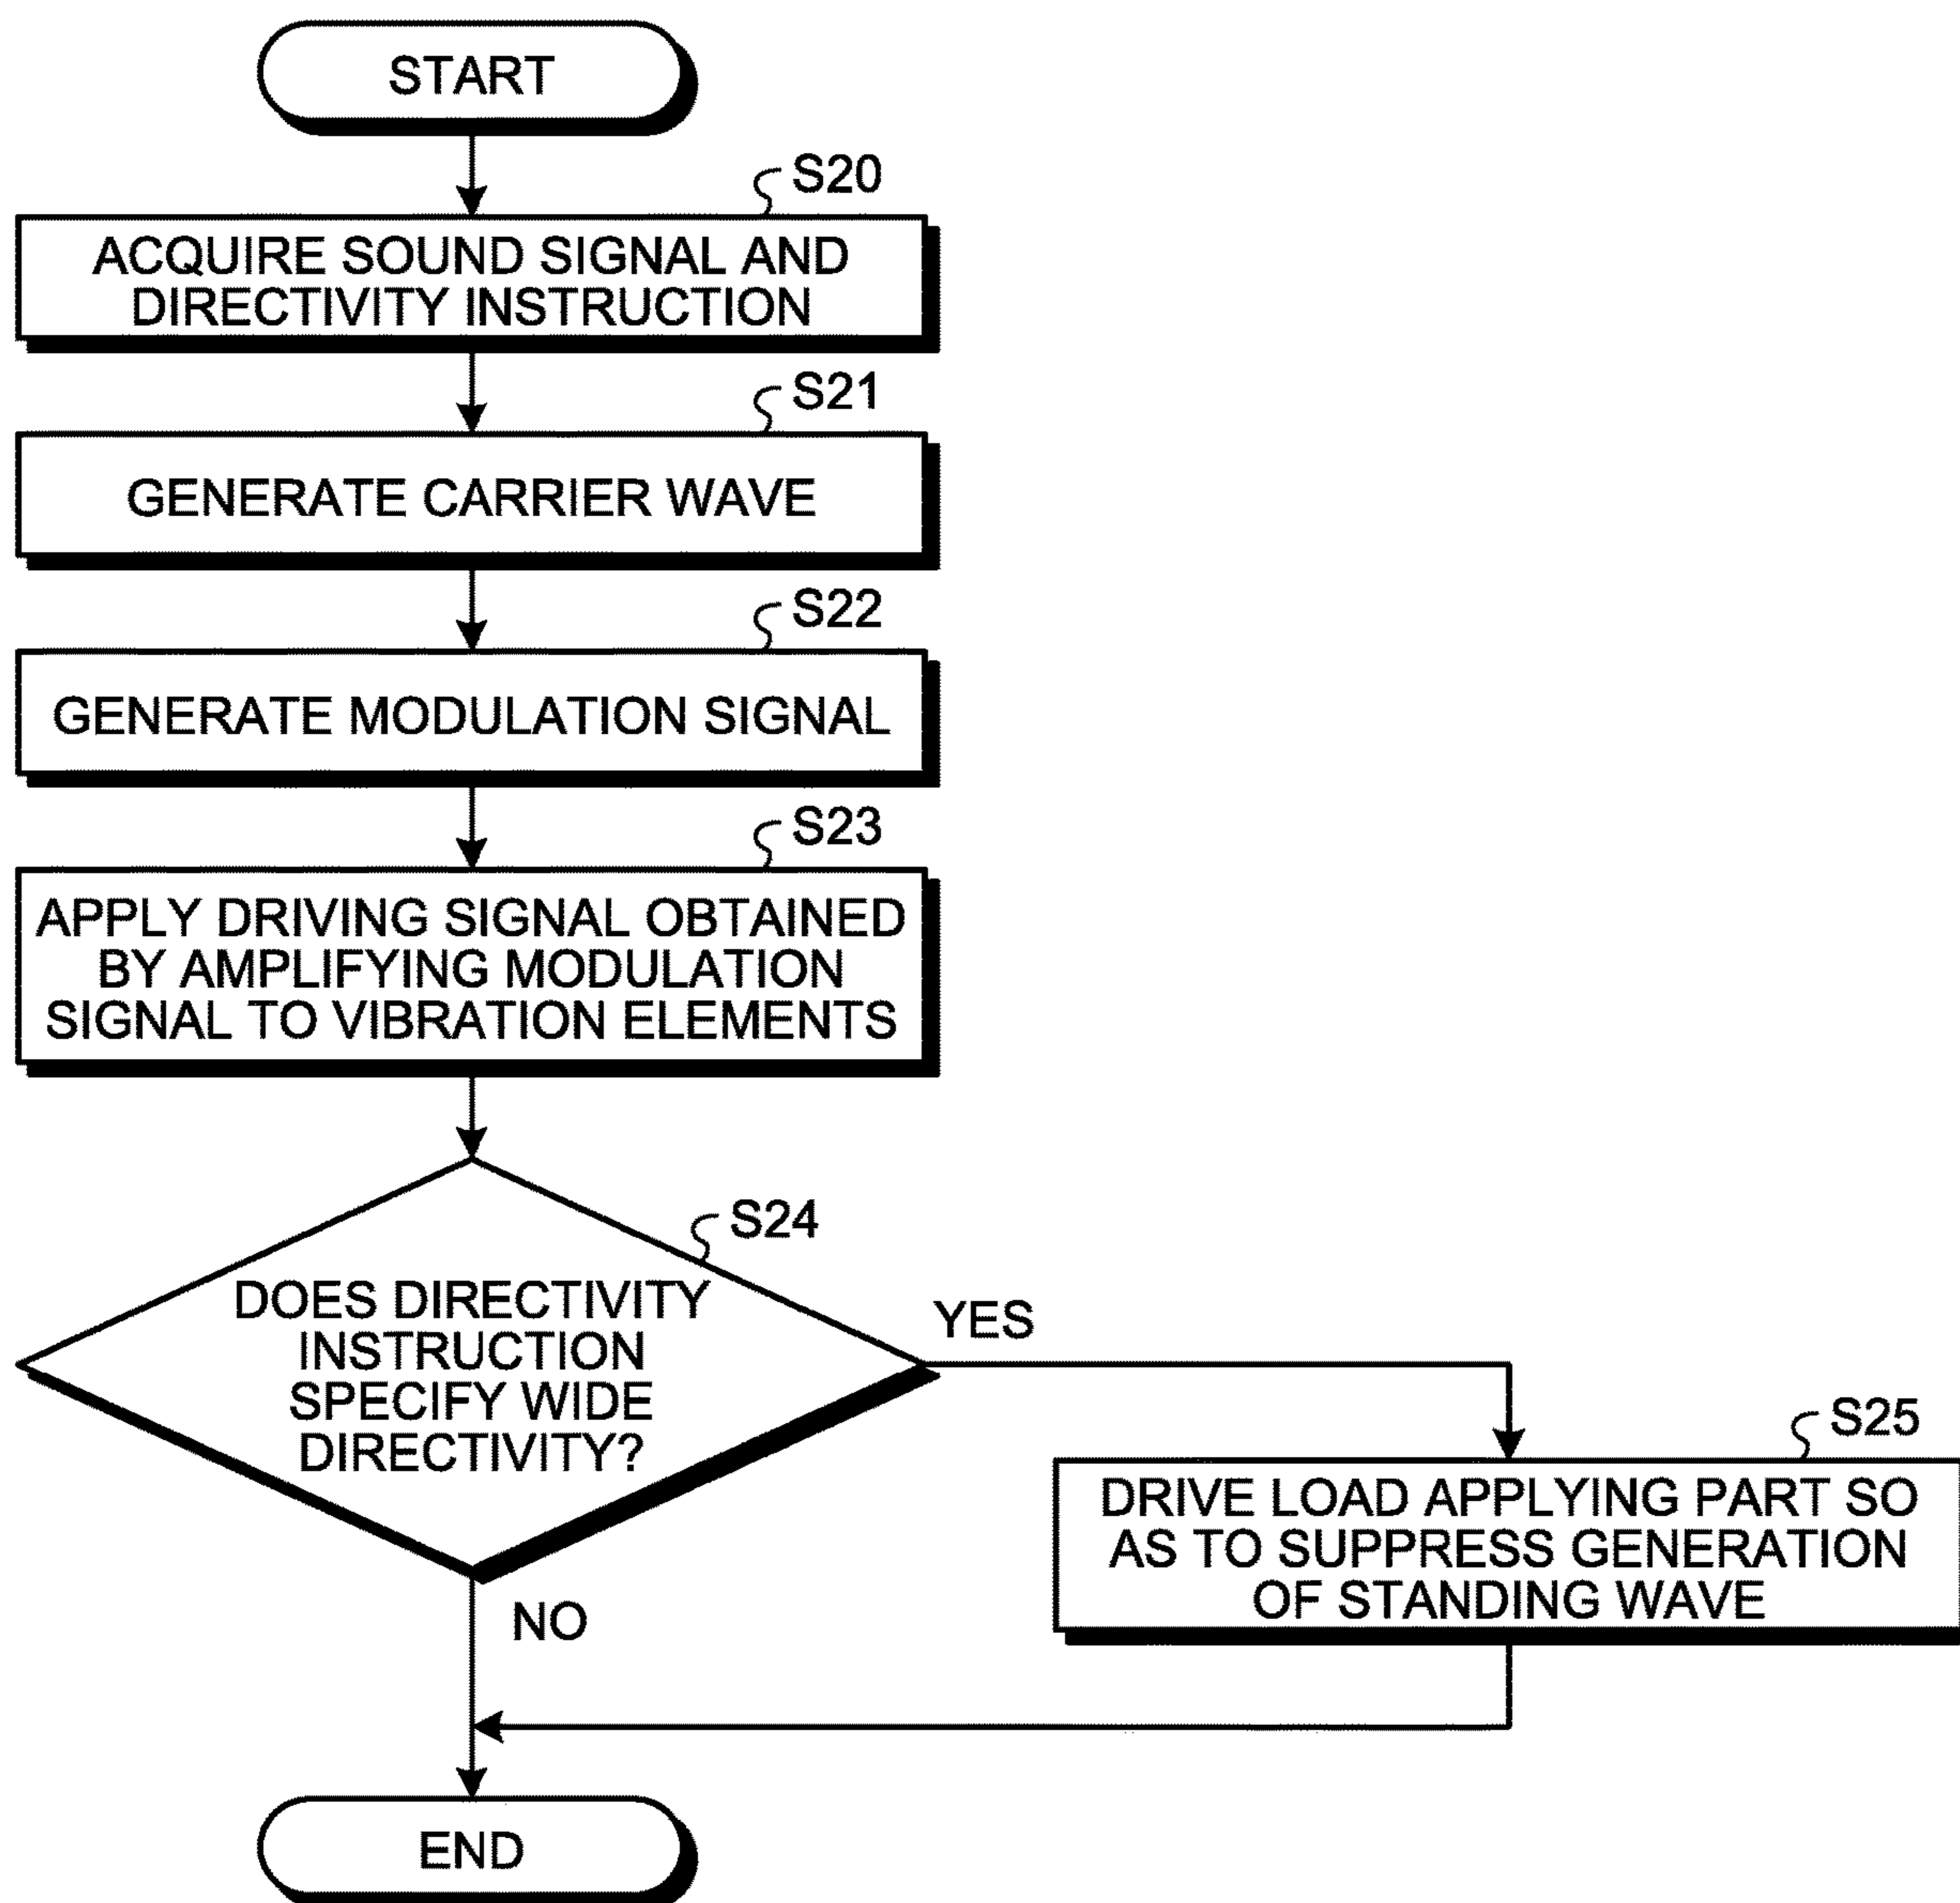 START
S20
ACQUIRE SOUND SIGNAL AND
DIRECTIVITY INSTRUCTION
S21
GENERATE CARRIER WAVE
S22
GENERATE MODULATION SIGNAL
S23
APPLY DRIVING SIGNAL OBTAINED
BY AMPLIFYING MODULATION
SIGNAL TO VIBRATION ELEMENTS
S24
DOES DIRECTIVITY
INSTRUCTION
SPECIFY WIDE
DIRECTIVITY?
YES
S25
DRIVE LOAD APPLYING PART SO
AS TO SUPPRESS GENERATION
OF STANDING WAVE
NO
END